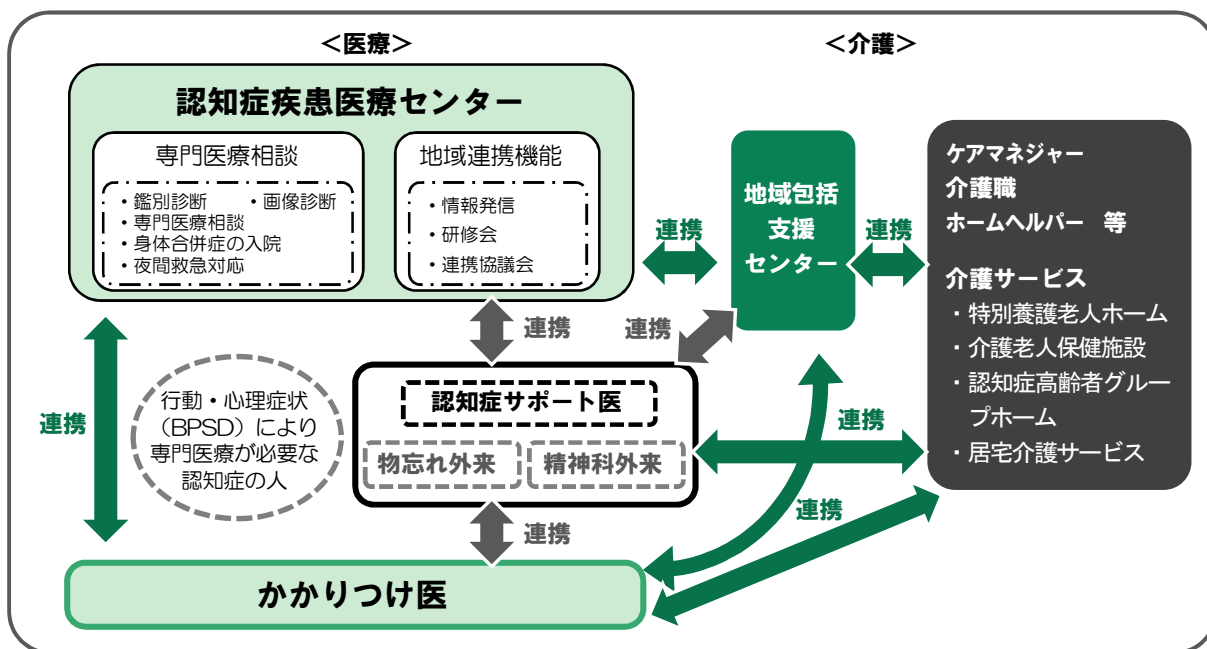 ＜医療＞
＜介護＞
認知症疾患医療センター
専門医療相談
・鑑別診断　・画像診断
・専門医療相談
・身体合併症の入院
・夜間救急対応
地域連携機能
・情報発信
・研修会
・連携協議会
連携
地域包括
支援
センター
連携
ケアマネジャー
介護職
ホームヘルパー　等
介護サービス
・特別養護老人ホーム
・介護老人保健施設
・認知症高齢者グルー
プホーム
・居宅介護サービス
連携
連携
連携
行動・心理症状
（BPSD）により
専門医療が必要な
認知症の人
認知症サポート医
物忘れ外来
精神科外来
連携
連携
連携
かかりつけ医